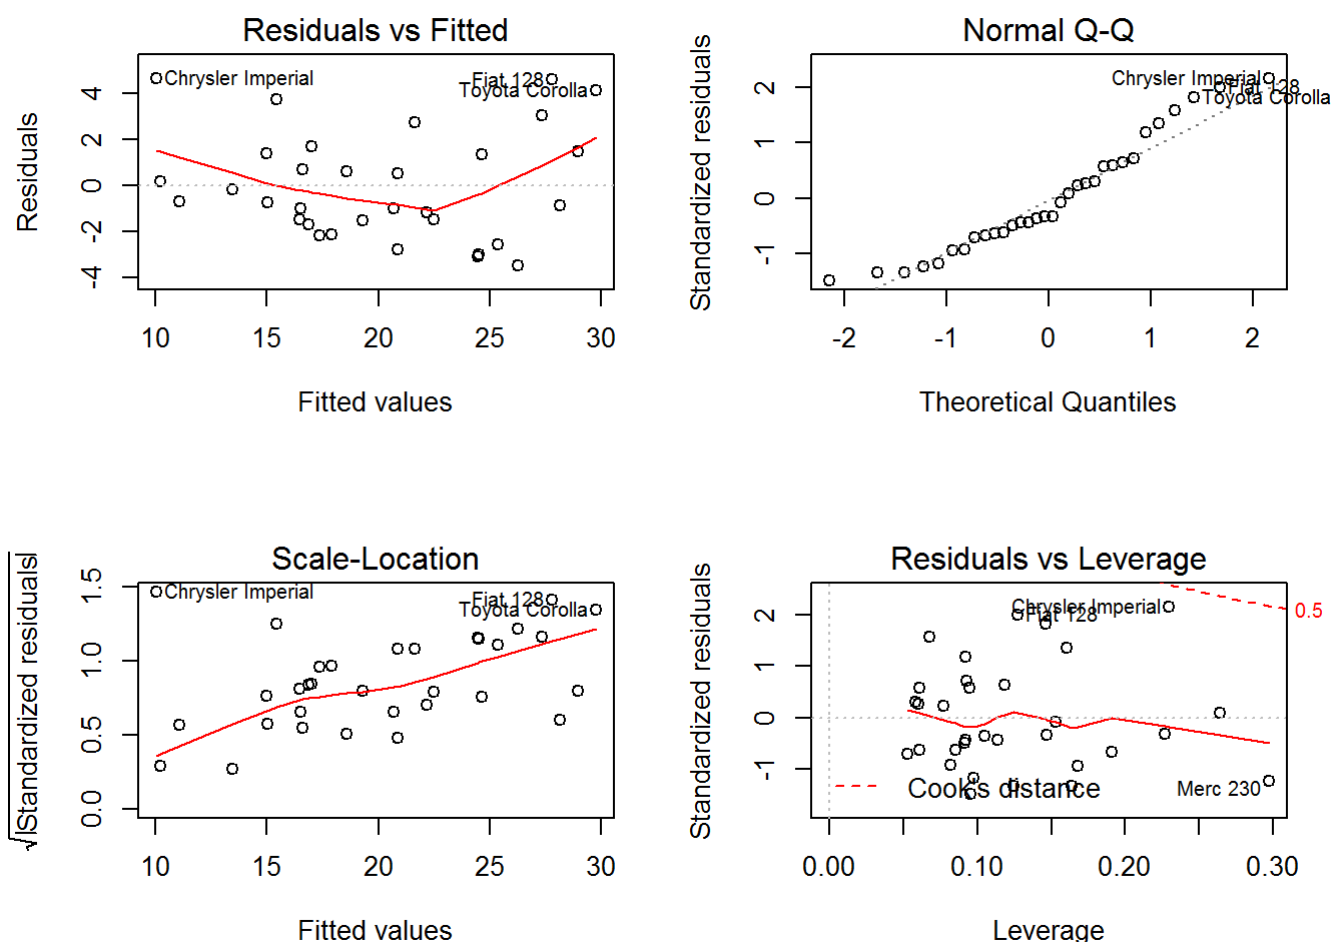 Residuals vs Fitted
Residuals
-4 -2 0 2 4
Chrysler Imperial
Fiat 128
Toyota Corolla
10 15 20 25 30
Fitted values
Normal Q-Q
Standardized residuals
-1 0 1 2
Chrysler Imperial
Fiat 128
Toyota Corolla
-2 -1 0 1 2
Theoretical Quantiles
Scale-Location
√|Standardized residuals|
0.0 0.5 1.0 1.5
Chrysler Imperial
Fiat 128
Toyota Corolla
10 15 20 25 30
Fitted values
Residuals vs Leverage
Standardized residuals
-1 0 1 2
Chrysler Imperial
Fiat 128
0.5
Cook's distance
Merc 230
0.00 0.10 0.20 0.30
Leverage